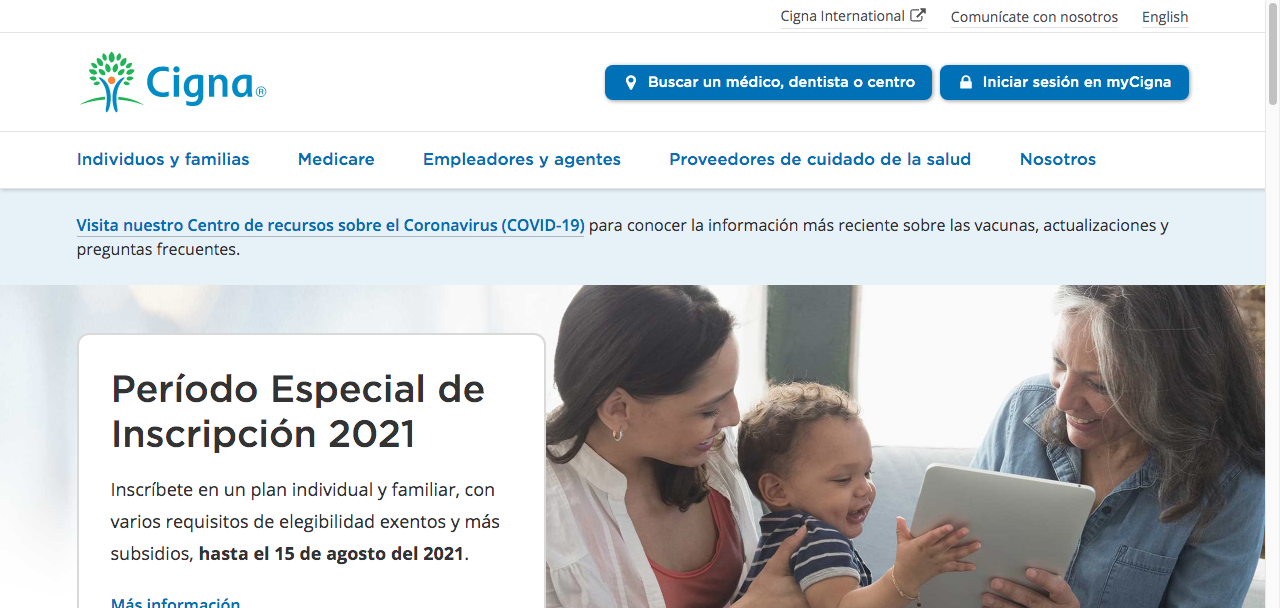 Cigna International
Comunícate con nosotros
English
Cigna®
Buscar un médico, dentista o centro
Iniciar sesión en myCigna
Individuos y familias
Medicare
Empleadores y agentes
Proveedores de cuidado de la salud
Nosotros
Visita nuestro Centro de recursos sobre el Coronavirus (COVID-19) para conocer la información más reciente sobre las vacunas, actualizaciones y
preguntas frecuentes.
Período Especial de
Inscripción 2021
Inscríbete en un plan individual y familiar, con
varios requisitos de elegibilidad exentos y más
subsidios, hasta el 15 de agosto del 2021.
Más información